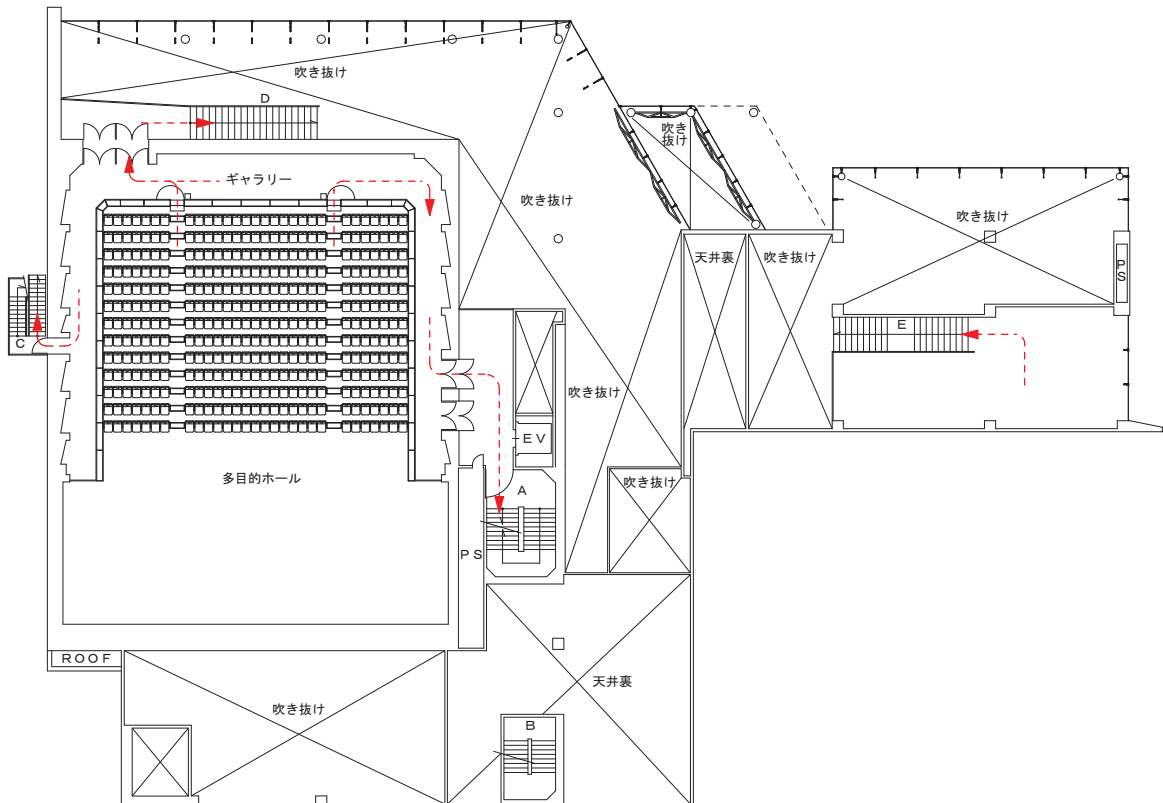 吹き抜け
D
吹き
抜け
ギャラリー
吹き抜け
吹き抜け
天井裏
吹き抜け
PS
E
C
吹き抜け
EV
多目的ホール
吹き抜け
A
PS
ROOF
天井裏
吹き抜け
B